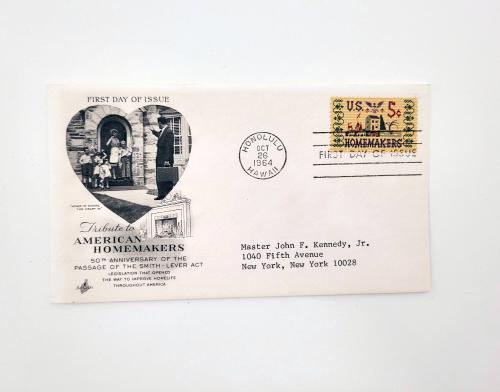 FIRST DAY OF ISSUE
Tribute to
AMERICAN
HOMEMAKERS
50TH ANNIVERSARY OF THE
PASSAGE OF THE SMITH-LEVER ACT
LEGISLATION THAT OPENED
THE WAY TO IMPROVE HOMELIFE
THROUGHOUT AMERICA
HONOLULU
OCT
26
1964
HAWAII
U.S. 5¢
HOMEMAKERS
FIRST DAY OF ISSUE
Master John F. Kennedy, Jr.
1040 Fifth Avenue
New York, New York 10028